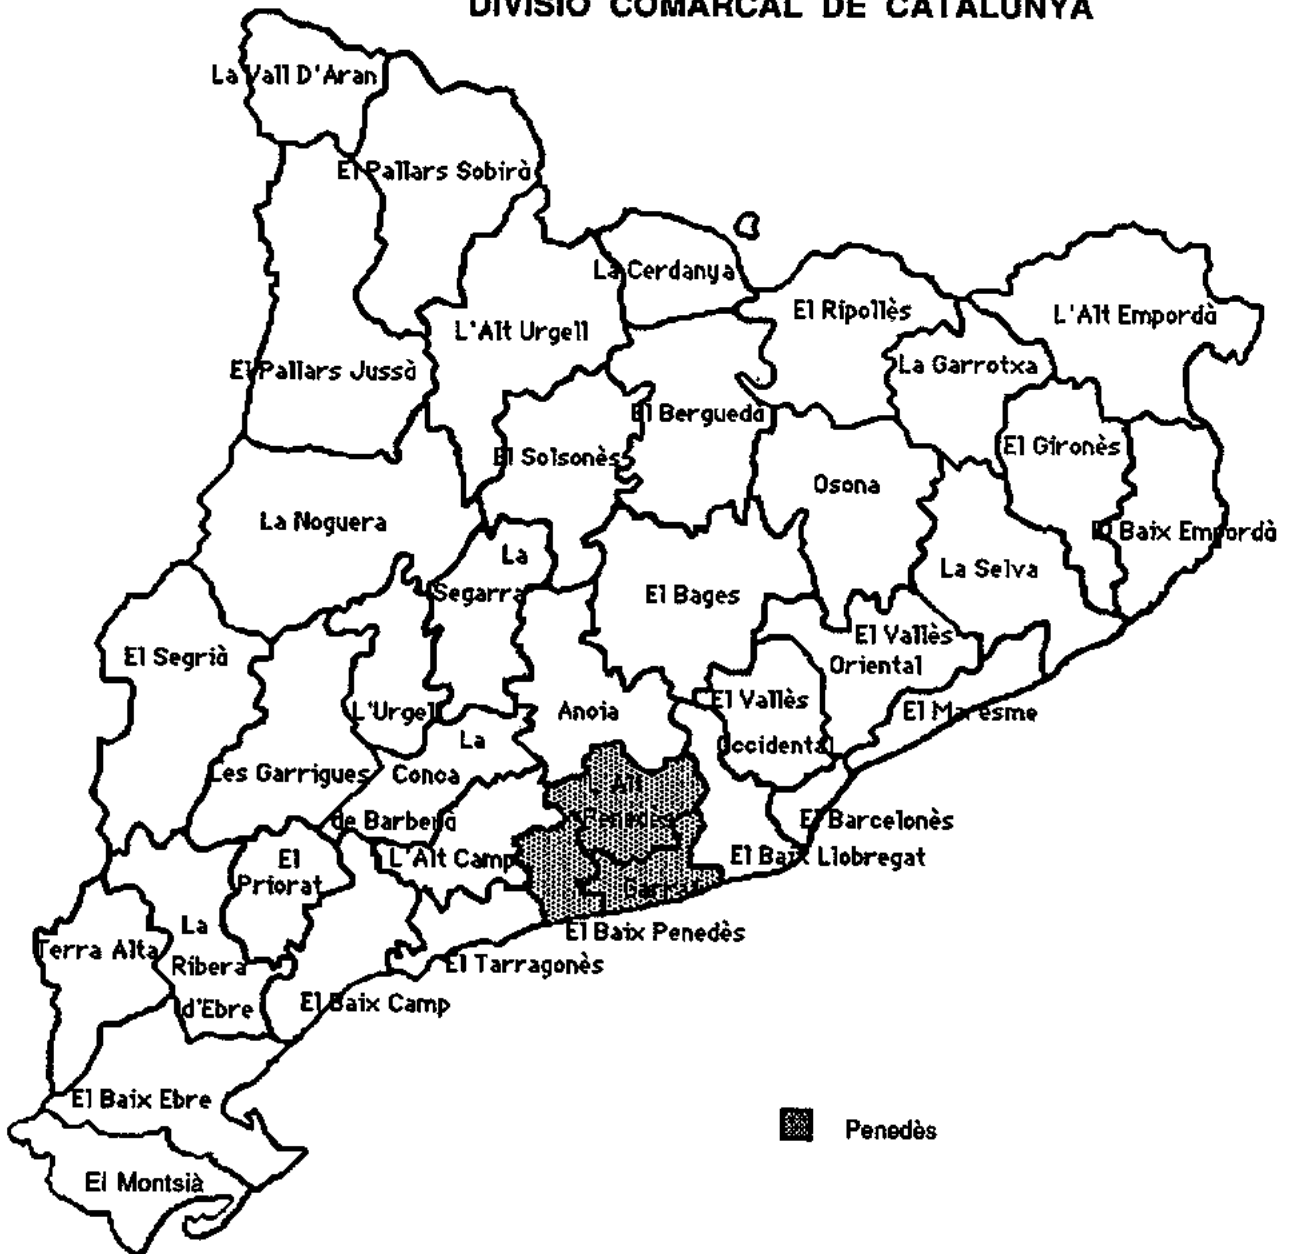 DIVISIO COMARCAL DE CATALUNYA
La Vall D'Aran
El Pallars Sobirà
La Cerdanya
El Ripollès
L'Alt Empordà
L'Alt Urgell
La Garrotxa
El Pallars Jussà
El Berguedà
El Gironès
El Solsonès
Osona
La Noguera
El Baix Empordà
La
Segarra
La Selva
El Bages
El Vallès
Oriental
El Segrià
El Vallès
Occidental
L'Urgell
Anoia
El Maresme
La
Conca
de Barberà
Les Garrigues
L'Alt
Penedès
El Barcelonès
El Baix Llobregat
L'Alt Camp
El
Priorat
Garraf
La
Ribera
d'Ebre
El Baix Penedès
Terra Alta
El Tarragonès
El Baix Camp
El Baix Ebre
Penedès
El Montsià